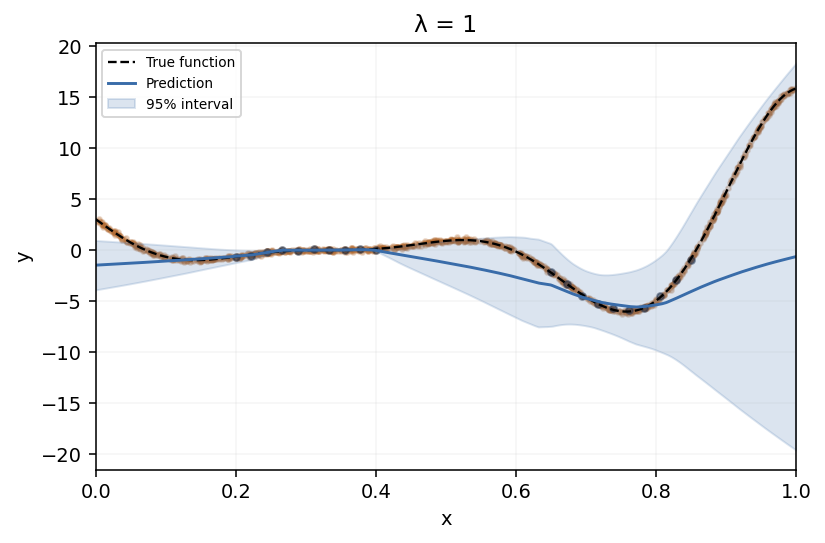 λ = 1
20
15
10
5
0
−5
−10
−15
−20
y
True function
Prediction
95% interval
0.0 0.2 0.4 0.6 0.8 1.0
x